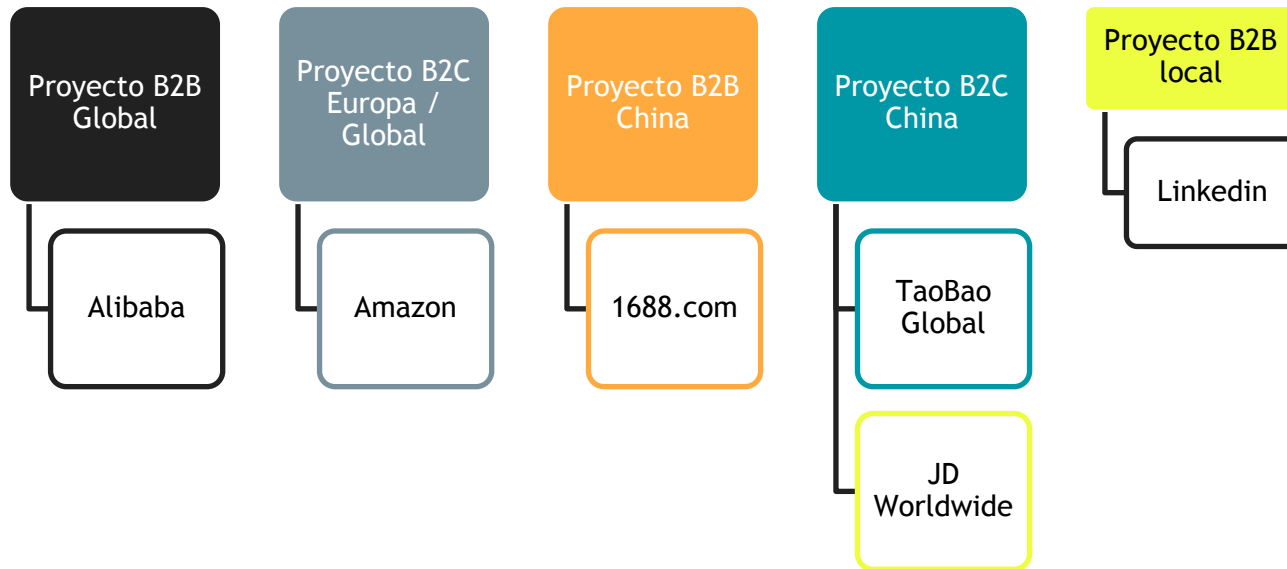 Proyecto B2B
Global
Alibaba
Proyecto B2C
Europa /
Global
Amazon
Proyecto B2B
China
1688.com
Proyecto B2C
China
TaoBao
Global
JD
Worldwide
Proyecto B2B
local
Linkedin